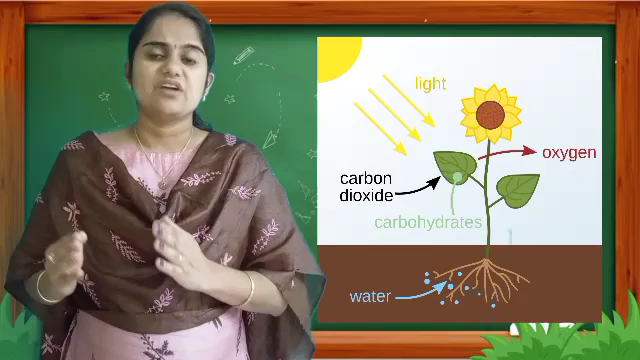 light
oxygen
carbon
dioxide
carbohydrates
water